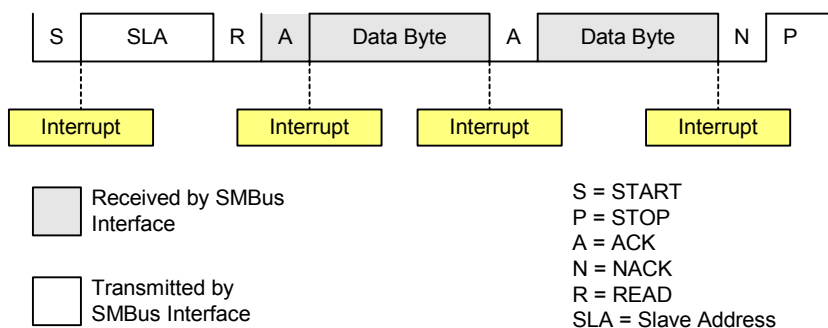 S SLA R A Data Byte A Data Byte N P
Interrupt Interrupt Interrupt Interrupt
Received by SMBus
Interface
Transmitted by
SMBus Interface
S = START
P = STOP
A = ACK
N = NACK
R = READ
SLA = Slave Address